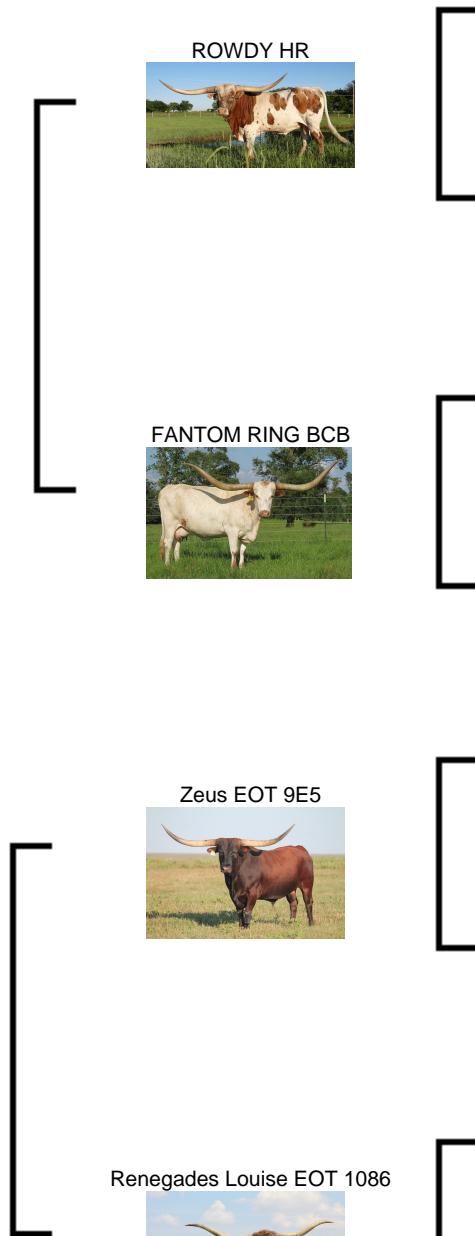 ROWDY HR
FANTOM RING BCB
Zeus EOT 9E5
Renegades Louise EOT 1086